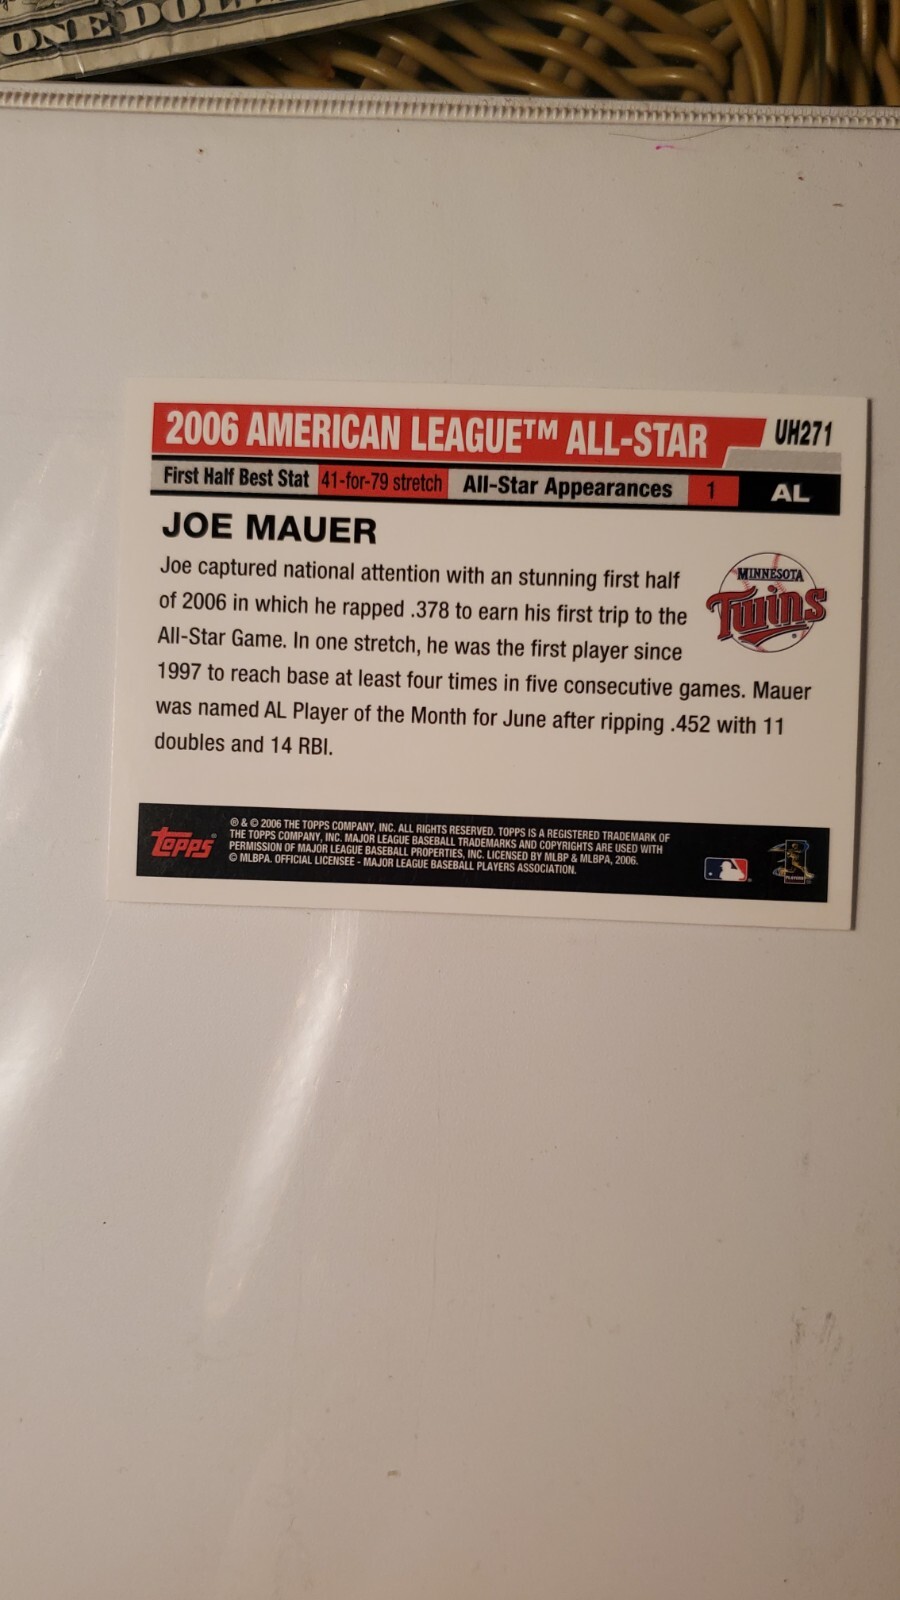 ONE DO
2006 AMERICAN LEAGUE™ ALL-STAR UH271
First Half Best Stat 41-for-79 stretch All-Star Appearances 1 AL
JOE MAUER
Joe captured national attention with an stunning first half
of 2006 in which he rapped .378 to earn his first trip to the
All-Star Game. In one stretch, he was the first player since
1997 to reach base at least four times in five consecutive games. Mauer
was named AL Player of the Month for June after ripping .452 with 11
doubles and 14 RBI.
MINNESOTA
Twins
®
Topps®
® & © 2006 THE TOPPS COMPANY, INC. ALL RIGHTS RESERVED. TOPPS IS A REGISTERED TRADEMARK OF
THE TOPPS COMPANY, INC. MAJOR LEAGUE BASEBALL TRADEMARKS AND COPYRIGHTS ARE USED WITH
PERMISSION OF MAJOR LEAGUE BASEBALL PROPERTIES, INC. LICENSED BY MLBP & MLBPA, 2006.
© MLBPA. OFFICIAL LICENSEE - MAJOR LEAGUE BASEBALL PLAYERS ASSOCIATION.
PLAYERS